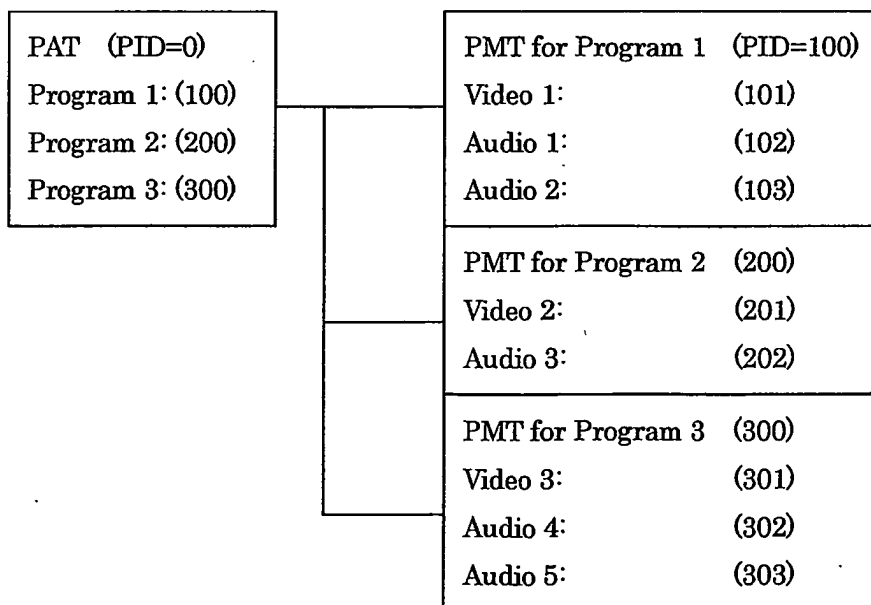 PAT (PID=0)
Program 1: (100)
Program 2: (200)
Program 3: (300)
PMT for Program 1 (PID=100)
Video 1: (101)
Audio 1: (102)
Audio 2: (103)
PMT for Program 2 (200)
Video 2: (201)
Audio 3: (202)
PMT for Program 3 (300)
Video 3: (301)
Audio 4: (302)
Audio 5: (303)